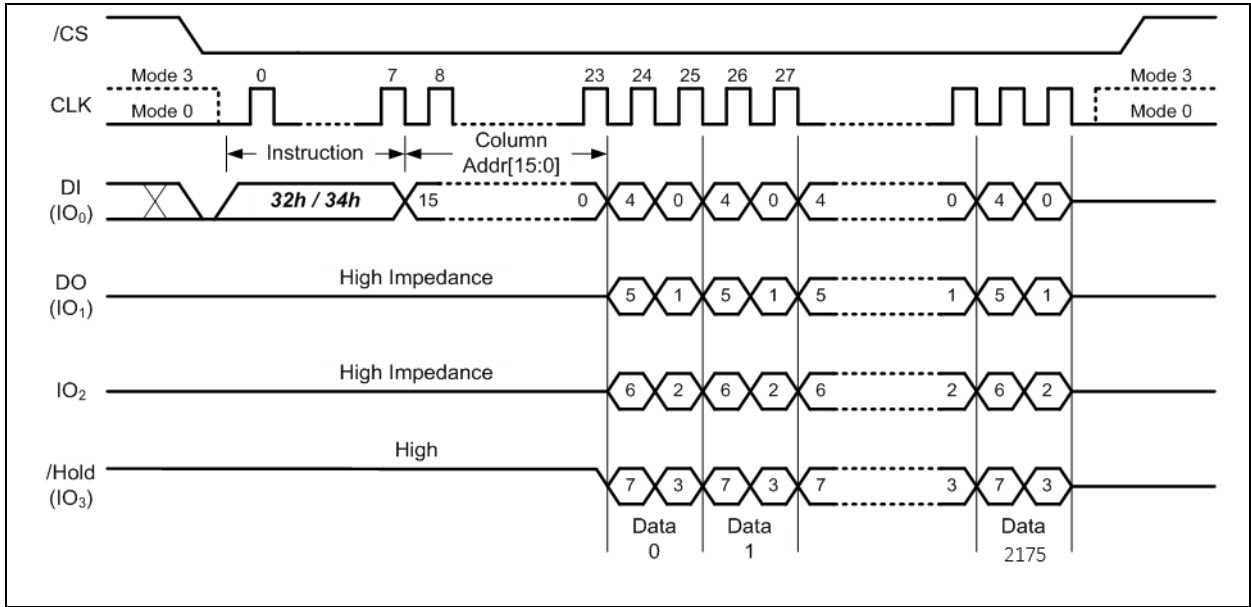 /CS
Mode 3 0 7 8 23 24 25 26 27 Mode 3
CLK
Mode 0 Mode 0
Instruction Column
Addr[15:0]
DI
(IO₀)
32h / 34h 15 0 4 0 4 0 4 0 4 0
High Impedance
DO
(IO₁)
5 1 5 1 5 1 5 1
High Impedance
IO₂ 6 2 6 2 6 2 6 2
High
/Hold
(IO₃)
7 3 7 3 7 3 7 3
Data
0
Data
1
Data
2175